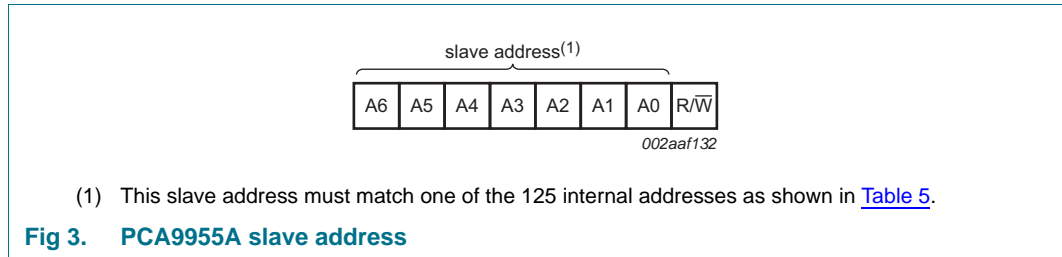 slave address(1)
A6 A5 A4 A3 A2 A1 A0 R/W̅
002aaf132
(1) This slave address must match one of the 125 internal addresses as shown in Table 5.
Fig 3. PCA9955A slave address